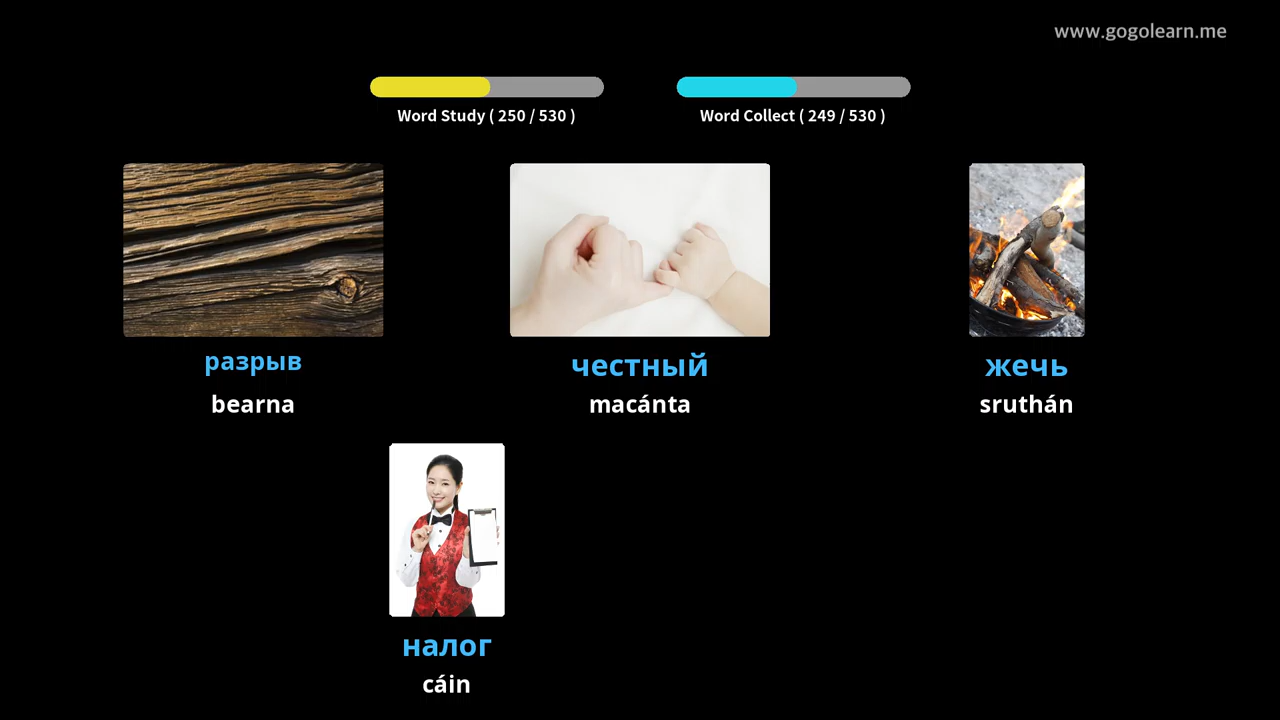 www.gogolearn.me
Word Study ( 250 / 530 )
Word Collect ( 249 / 530 )
разрыв
bearna
честный
macánta
жечь
sruthán
налог
cáin